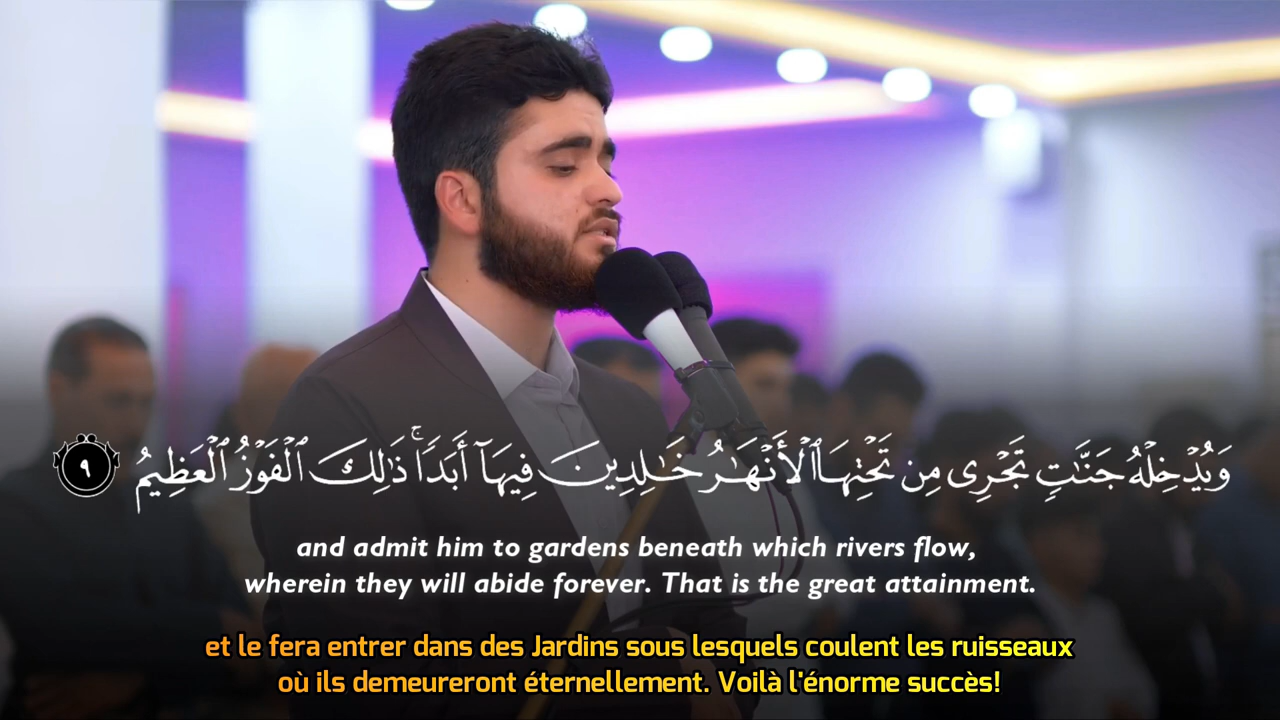 وَيُدْخِلْهُ جَنَّٰتٍ تَجْرِى مِن تَحْتِهَا ٱلْأَنْهَٰرُ خَٰلِدِينَ فِيهَآ أَبَدًا ۚ ذَٰلِكَ ٱلْفَوْزُ ٱلْعَظِيمُ ٩
and admit him to gardens beneath which rivers flow,
wherein they will abide forever. That is the great attainment.
et le fera entrer dans des Jardins sous lesquels coulent les ruisseaux
où ils demeureront éternellement. Voilà l'énorme succès!